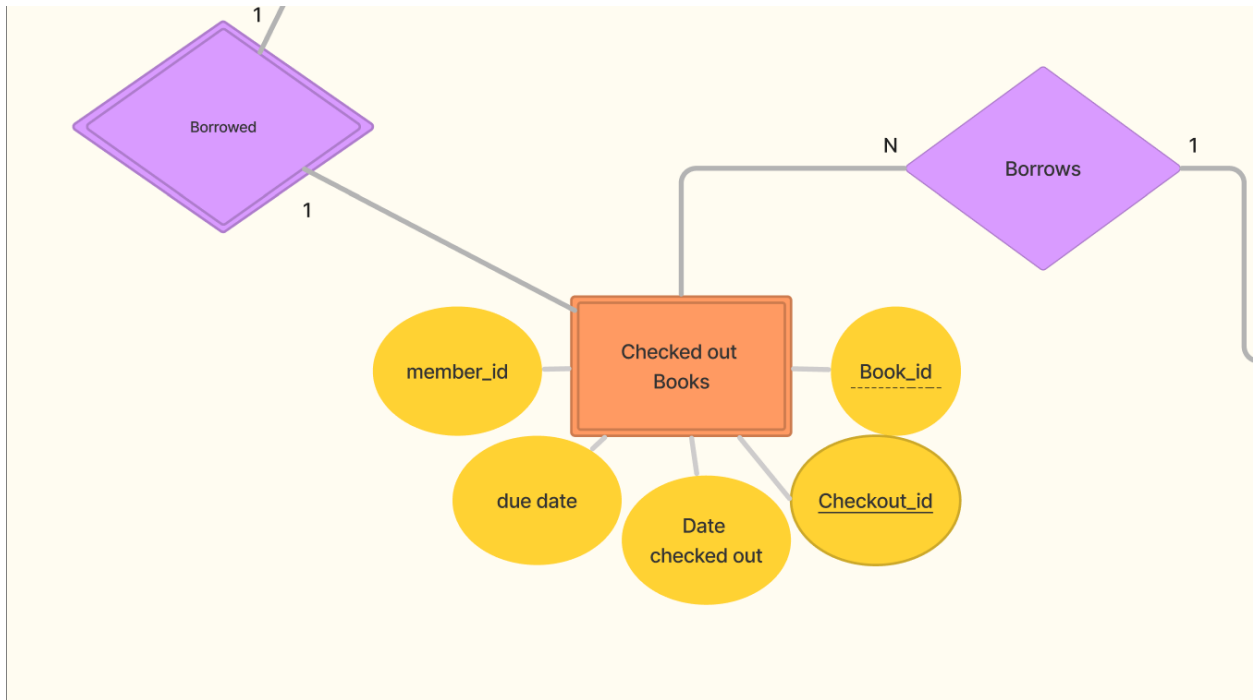 1
Borrowed
1
N
Borrows
1
Checked out
Books
member_id
Book_id
due date
Date
checked out
Checkout_id